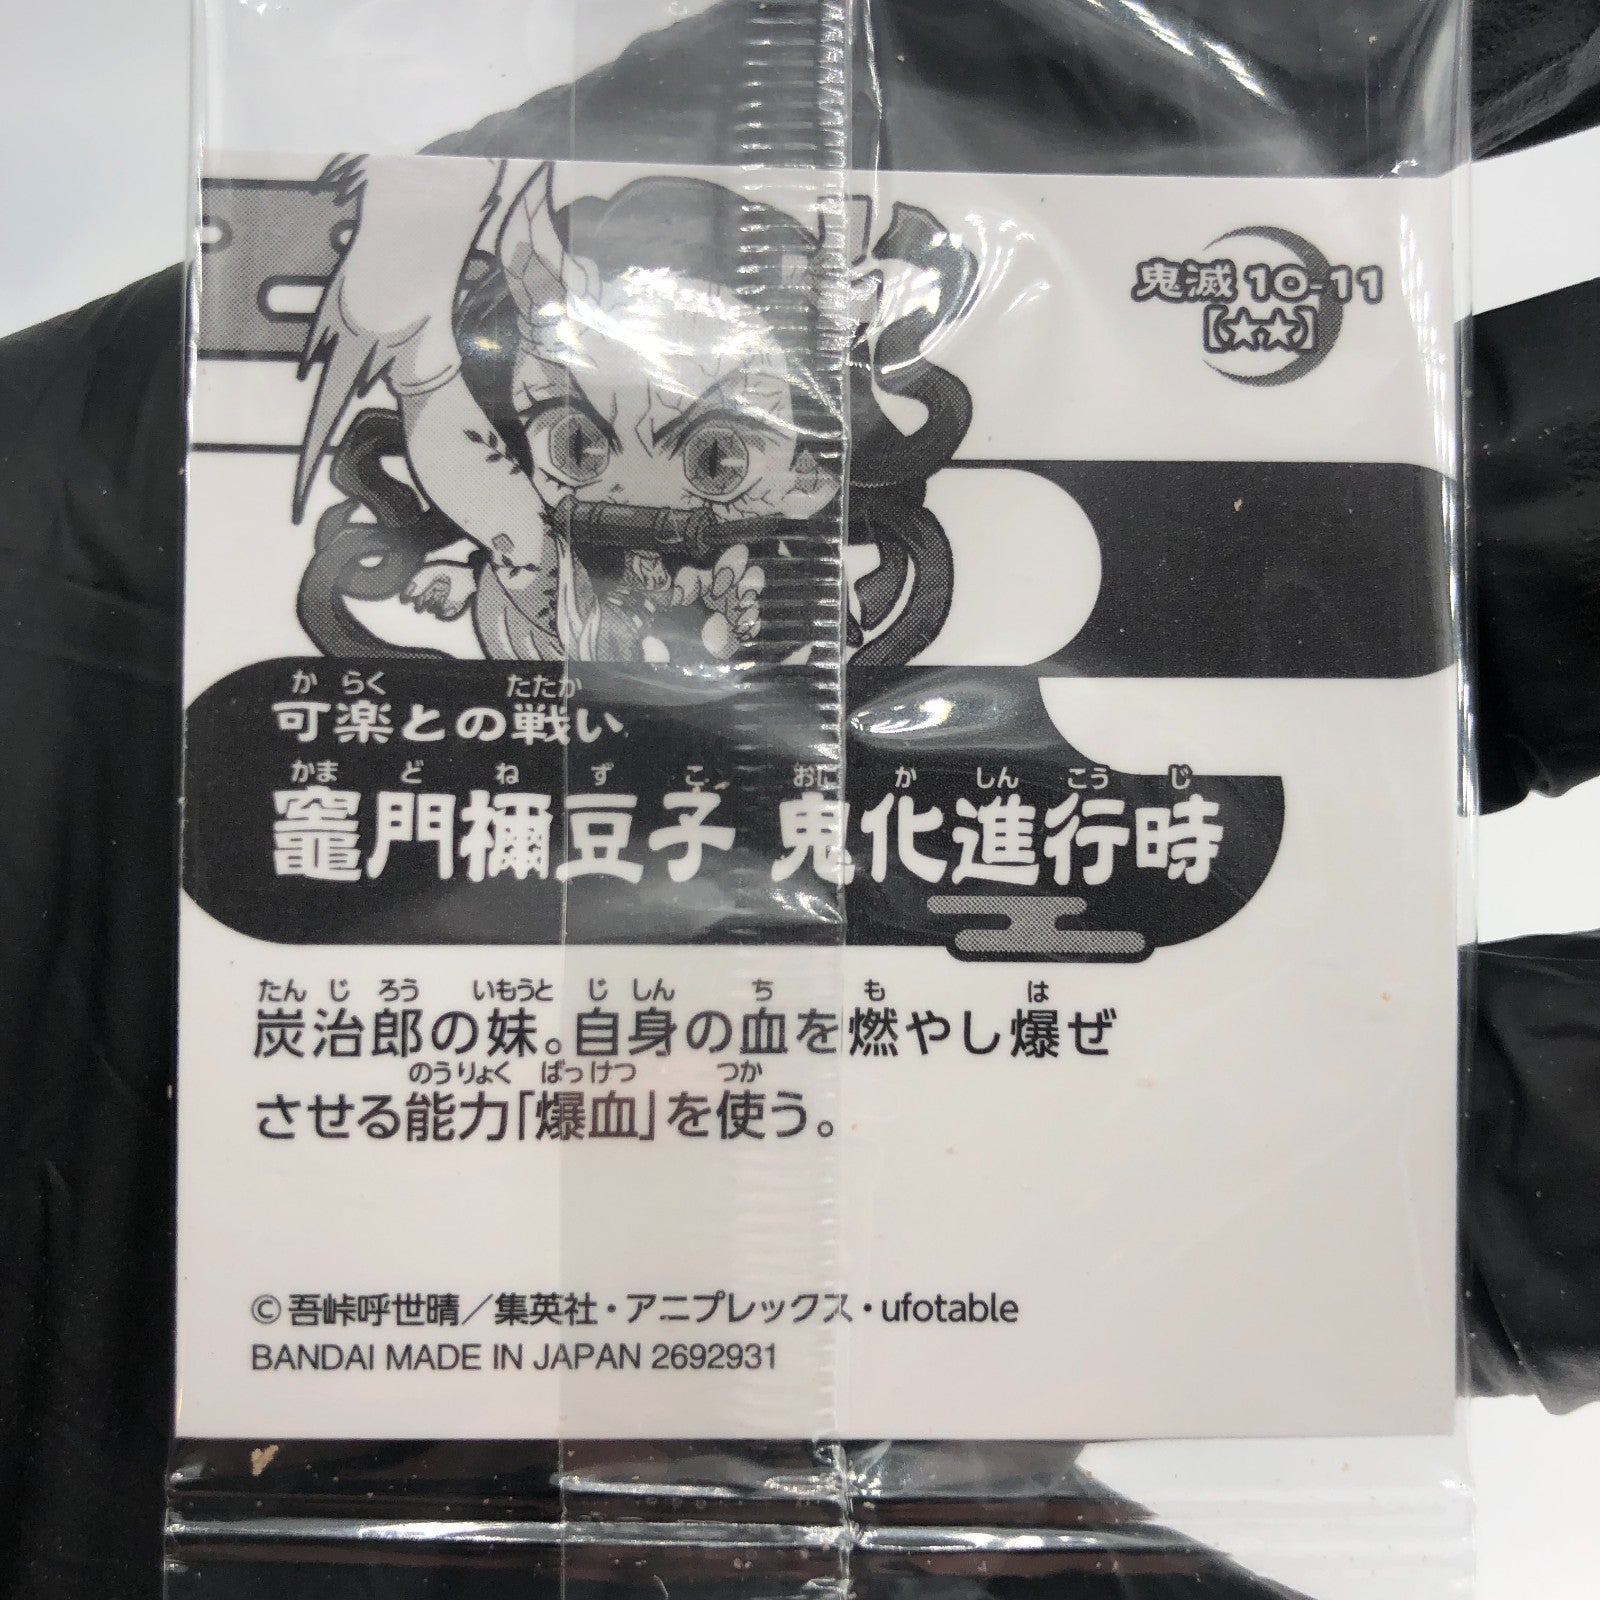 鬼滅 10-11
【★★】
か らく たたか
可楽との戦い
かま ど ね ず こ おに か しん こう じ
竈門禰豆子 鬼化進行時
たん じ ろう いもうと じ しん ち も は
炭治郎の妹。自身の血を燃やし爆ぜ
のうりょく ばっけつ つか
させる能力「爆血」を使う。
©吾峠呼世晴／集英社・アニプレックス・ufotable
BANDAI MADE IN JAPAN 2692931